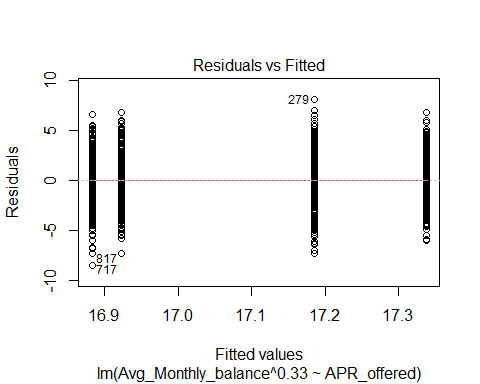 Residuals vs Fitted
Residuals
10
5
0
-5
-10
279
817
717
16.9 17.0 17.1 17.2 17.3
Fitted values
lm(Avg_Monthly_balance^0.33 ~ APR_offered)